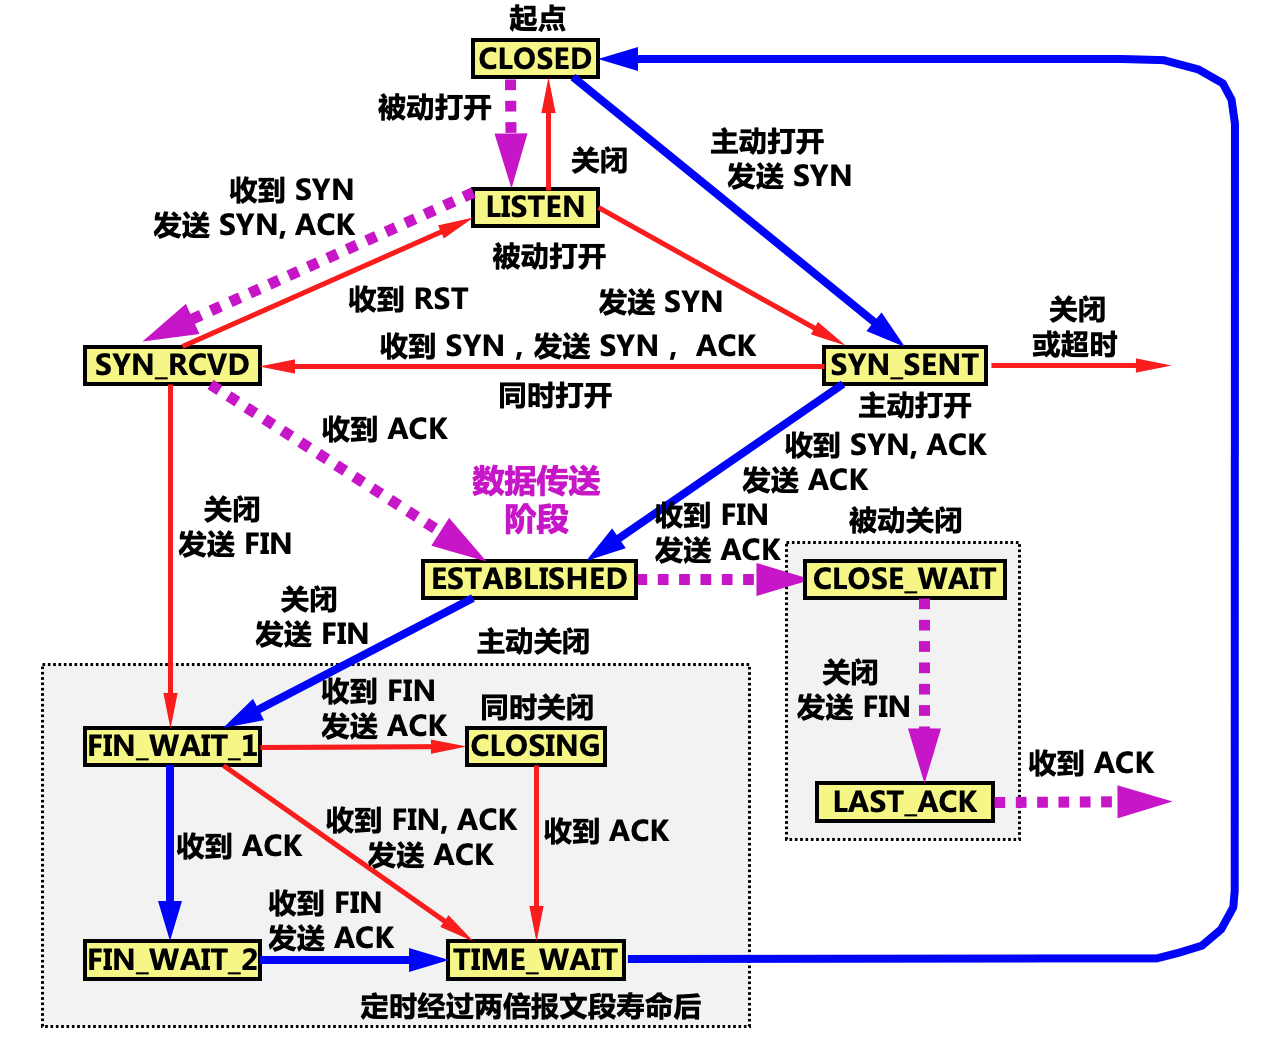 起点
CLOSED
被动打开
关闭
主动打开
发送 SYN
收到 SYN
发送 SYN, ACK
LISTEN
被动打开
收到 RST
发送 SYN
关闭
或超时
收到 SYN，发送 SYN， ACK
SYN_RCVD
SYN_SENT
同时打开
主动打开
收到 ACK
收到 SYN, ACK
发送 ACK
数据传送
阶段
关闭
发送 FIN
收到 FIN
发送 ACK
被动关闭
ESTABLISHED
CLOSE_WAIT
关闭
发送 FIN
主动关闭
关闭
发送 FIN
收到 FIN
发送 ACK
同时关闭
FIN_WAIT_1
CLOSING
收到 ACK
LAST_ACK
收到 ACK
收到 FIN, ACK
发送 ACK
收到 ACK
收到 FIN
发送 ACK
FIN_WAIT_2
TIME_WAIT
定时经过两倍报文段寿命后